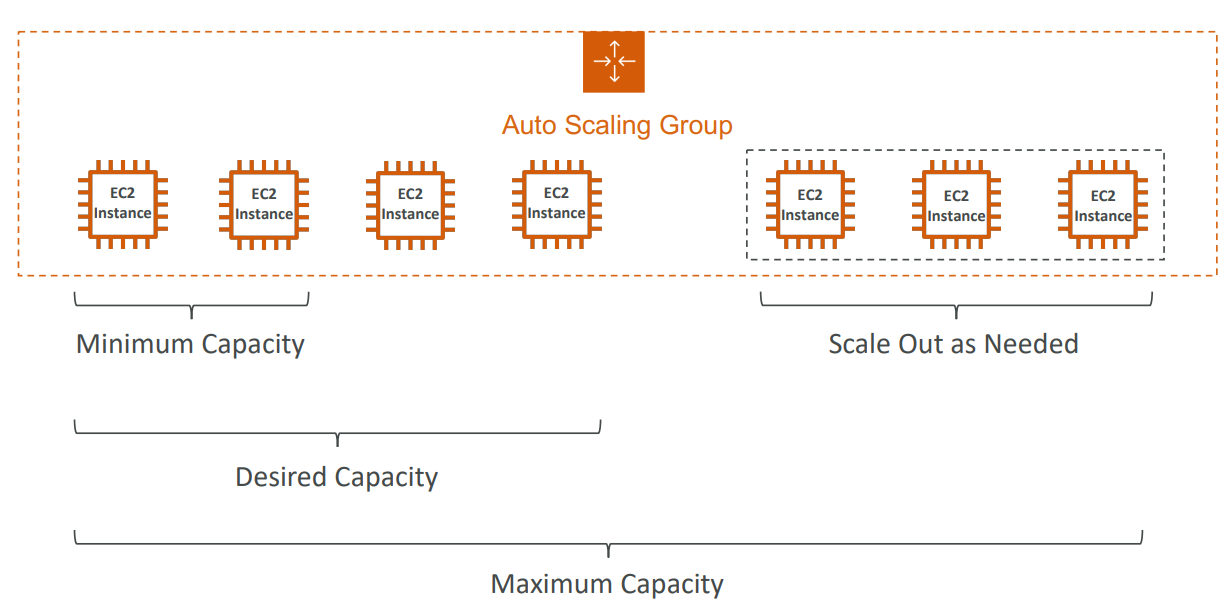 Auto Scaling Group
EC2
Instance
EC2
Instance
EC2
Instance
EC2
Instance
EC2
Instance
EC2
Instance
EC2
Instance
Minimum Capacity
Scale Out as Needed
Desired Capacity
Maximum Capacity